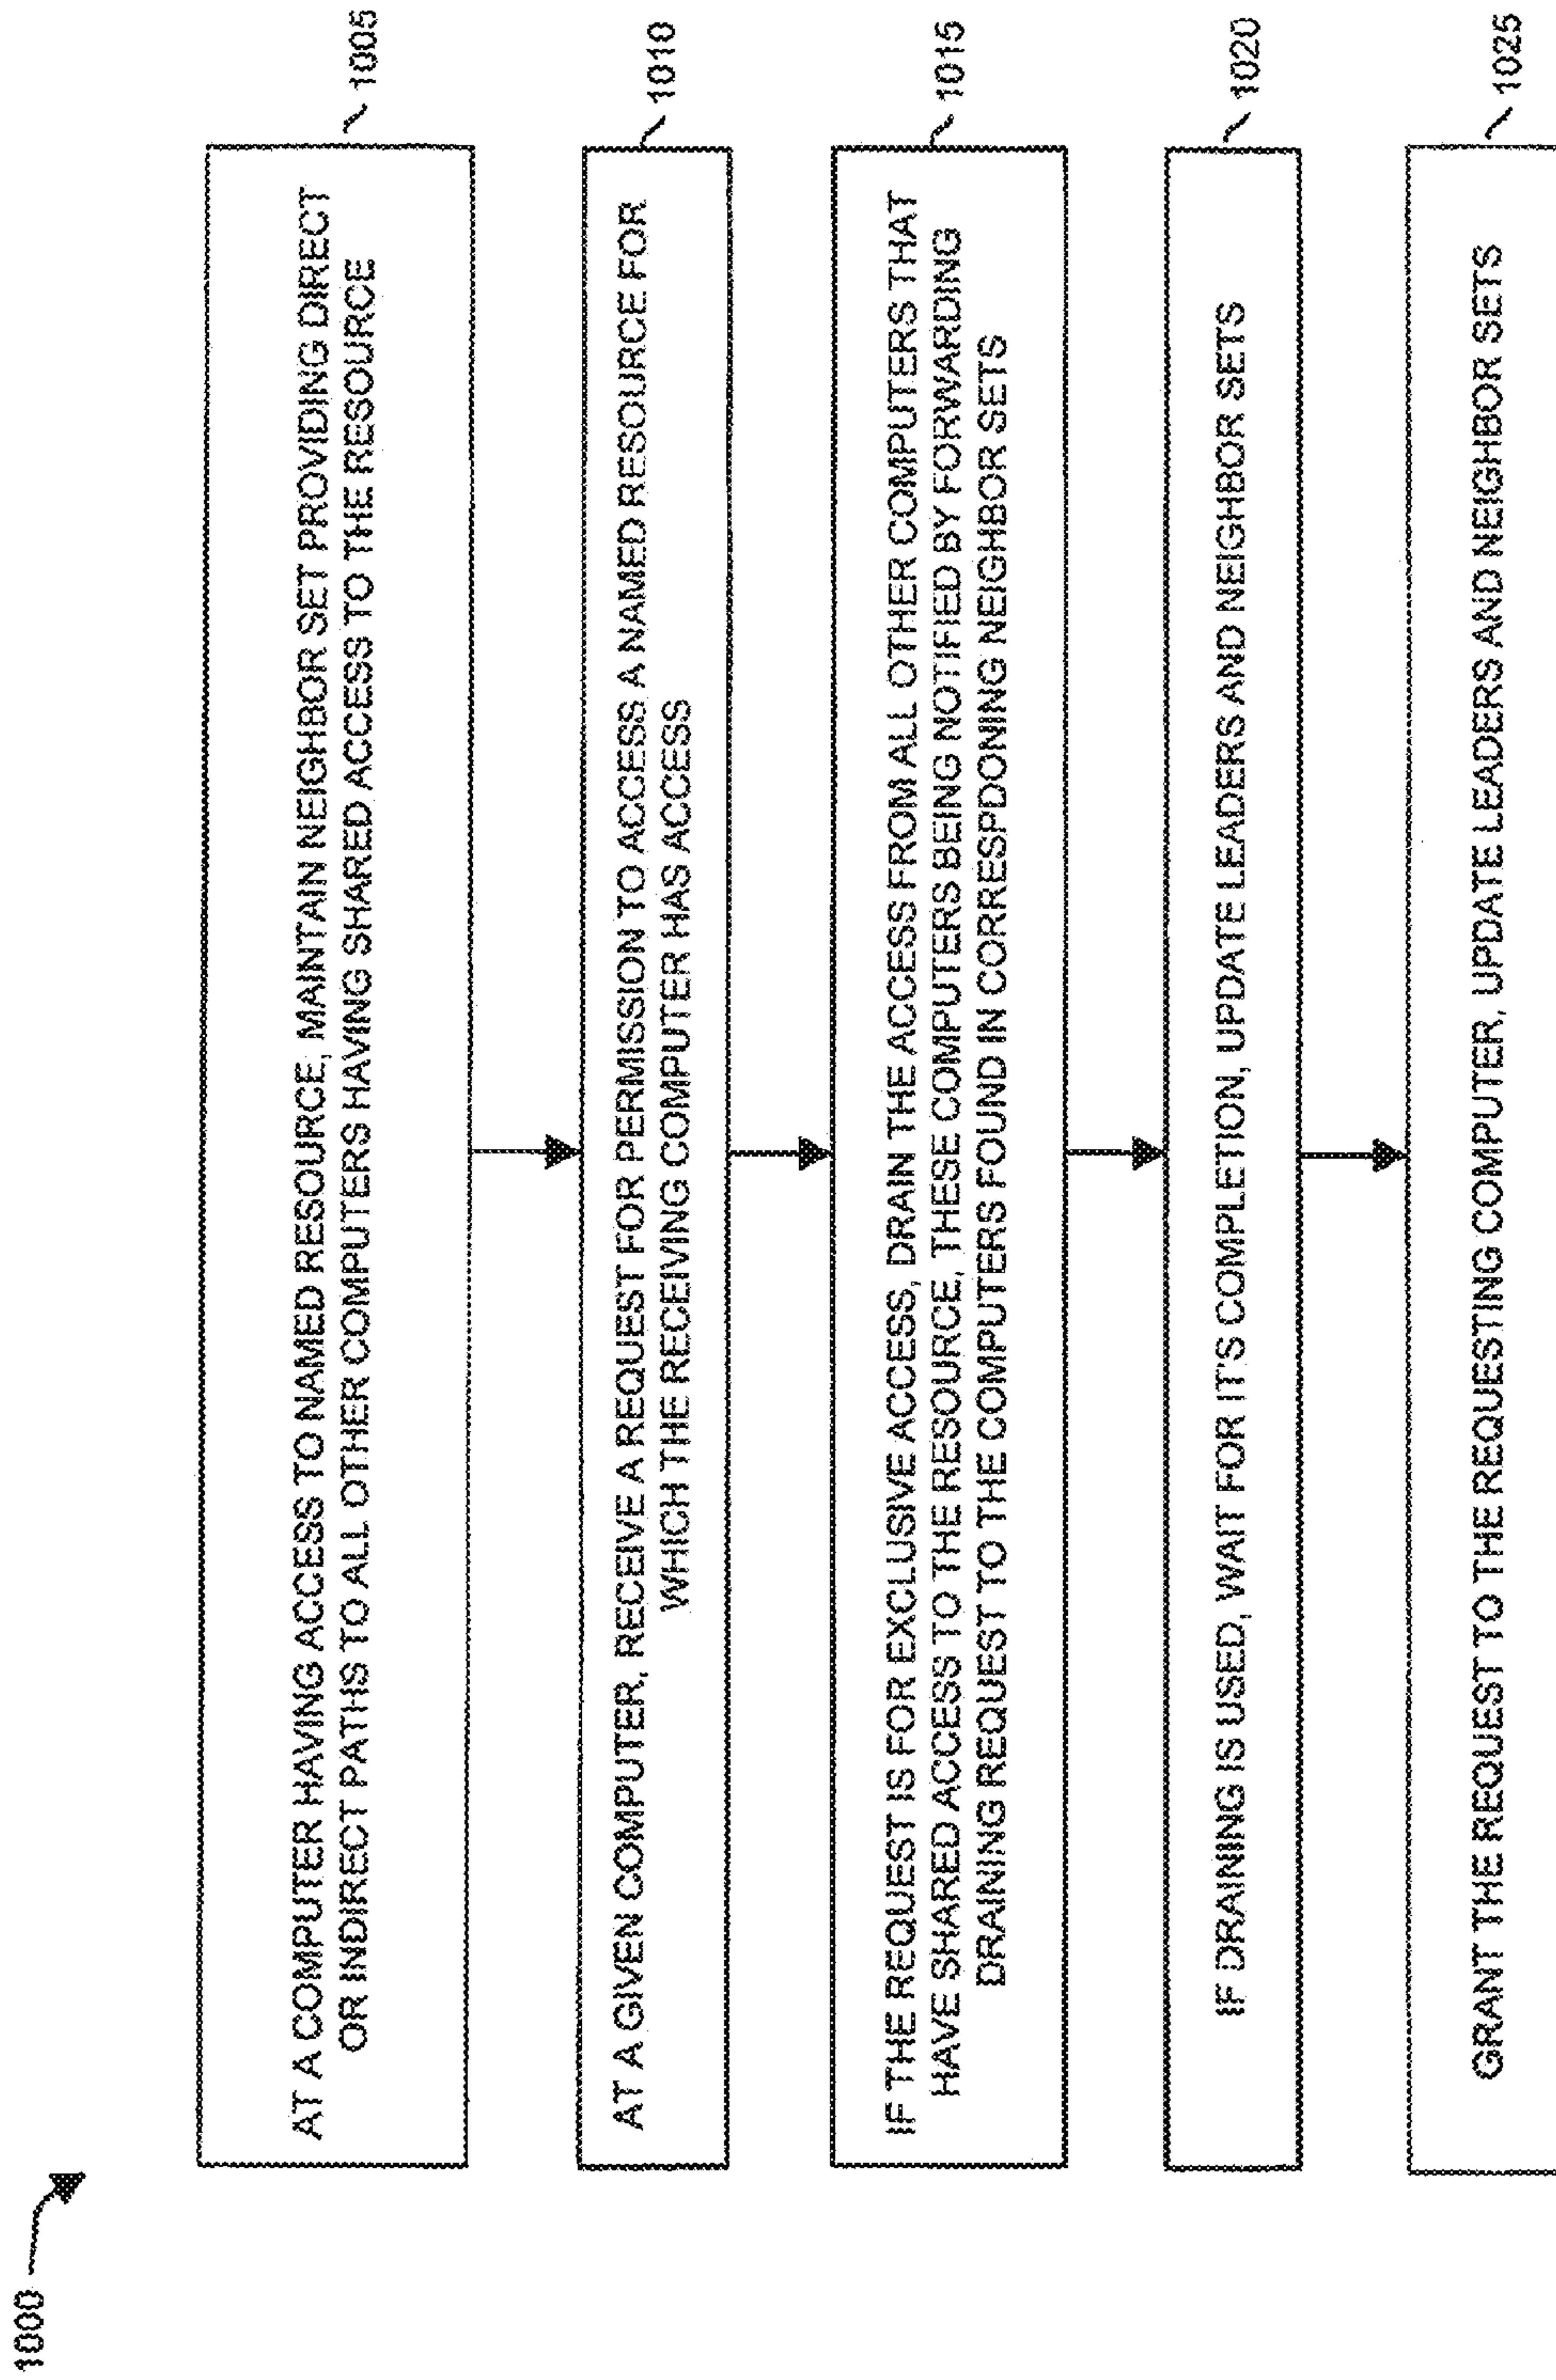 1000
AT A COMPUTER HAVING ACCESS TO NAMED RESOURCE, MAINTAIN NEIGHBOR SET PROVIDING DIRECT
OR INDIRECT PATHS TO ALL OTHER COMPUTERS HAVING SHARED ACCESS TO THE RESOURCE
1005
AT A GIVEN COMPUTER, RECEIVE A REQUEST FOR PERMISSION TO ACCESS A NAMED RESOURCE FOR
WHICH THE RECEIVING COMPUTER HAS ACCESS
1010
IF THE REQUEST IS FOR EXCLUSIVE ACCESS, DRAIN THE ACCESS FROM ALL OTHER COMPUTERS THAT
HAVE SHARED ACCESS TO THE RESOURCE, THESE COMPUTERS BEING NOTIFIED BY FORWARDING
DRAINING REQUEST TO THE COMPUTERS FOUND IN CORRESPDONING NEIGHBOR SETS
1015
IF DRAINING IS USED, WAIT FOR IT'S COMPLETION, UPDATE LEADERS AND NEIGHBOR SETS
1020
GRANT THE REQUEST TO THE REQUESTING COMPUTER, UPDATE LEADERS AND NEIGHBOR SETS
1025